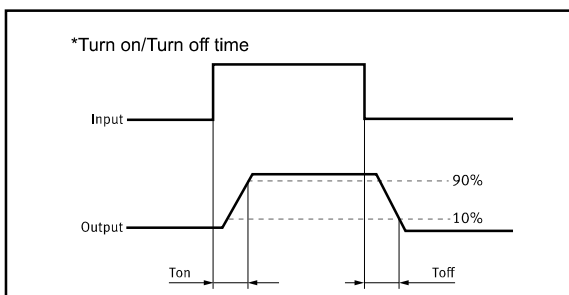 *Turn on/Turn off time
Input
90%
10%
Output
Ton
Toff